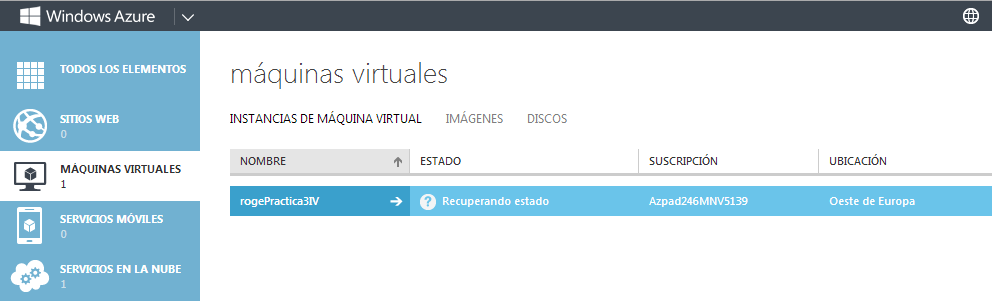 Windows Azure
TODOS LOS ELEMENTOS
SITIOS WEB
0
MÁQUINAS VIRTUALES
1
SERVICIOS MÓVILES
0
SERVICIOS EN LA NUBE
1
máquinas virtuales
INSTANCIAS DE MÁQUINA VIRTUAL IMÁGENES DISCOS
NOMBRE ESTADO SUSCRIPCIÓN UBICACIÓN
rogePractica3IV Recuperando estado Azpad246MNV5139 Oeste de Europa